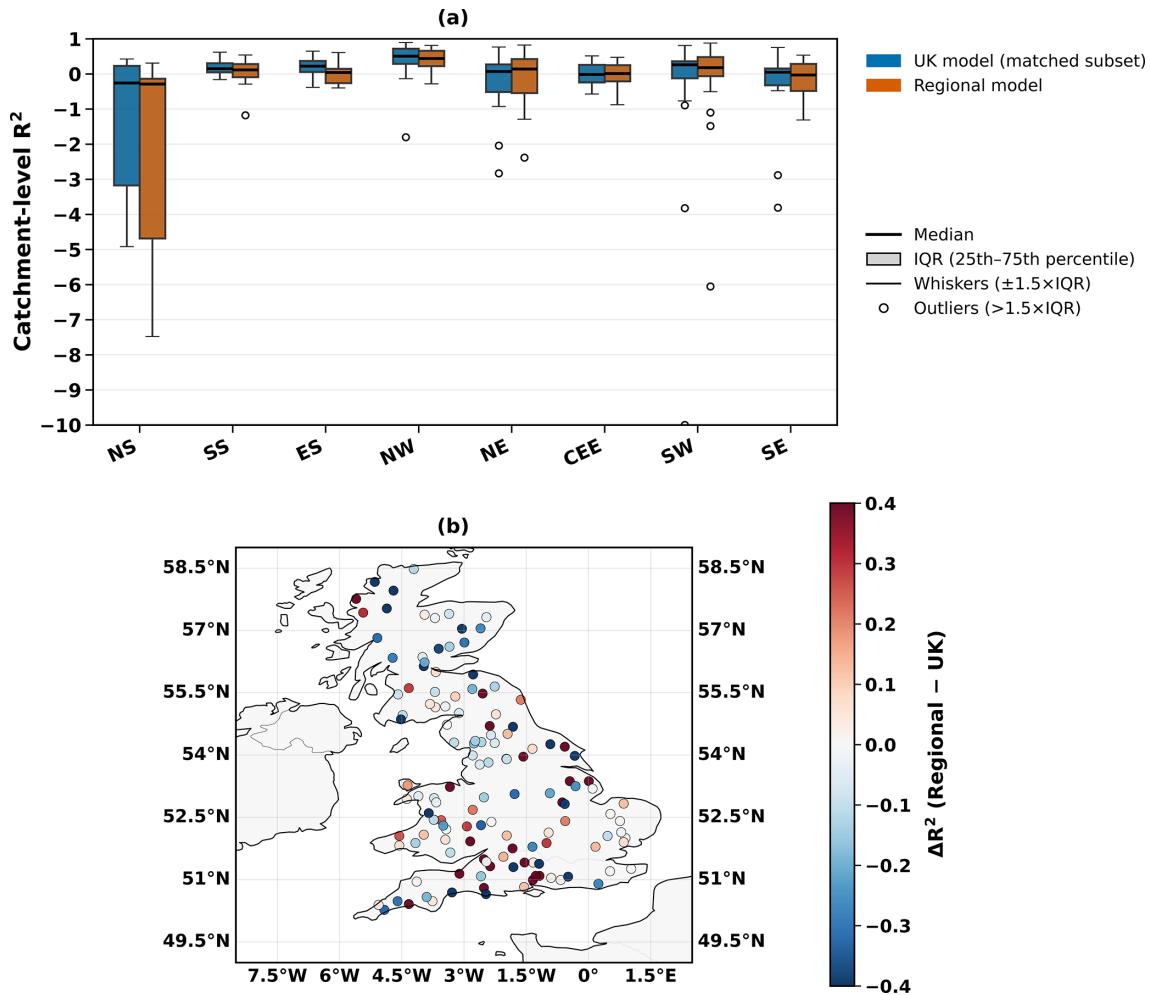 (a)
Catchment-level R²
1
0
−1
−2
−3
−4
−5
−6
−7
−8
−9
−10
NS
SS
ES
NW
NE
CEE
SW
SE
UK model (matched subset)
Regional model
Median
IQR (25th–75th percentile)
Whiskers (±1.5×IQR)
Outliers (>1.5×IQR)
(b)
58.5°N
57°N
55.5°N
54°N
52.5°N
51°N
49.5°N
58.5°N
57°N
55.5°N
54°N
52.5°N
51°N
49.5°N
7.5°W
6°W
4.5°W
3°W
1.5°W
0°
1.5°E
0.4
0.3
0.2
0.1
0.0
−0.1
−0.2
−0.3
−0.4
ΔR² (Regional − UK)